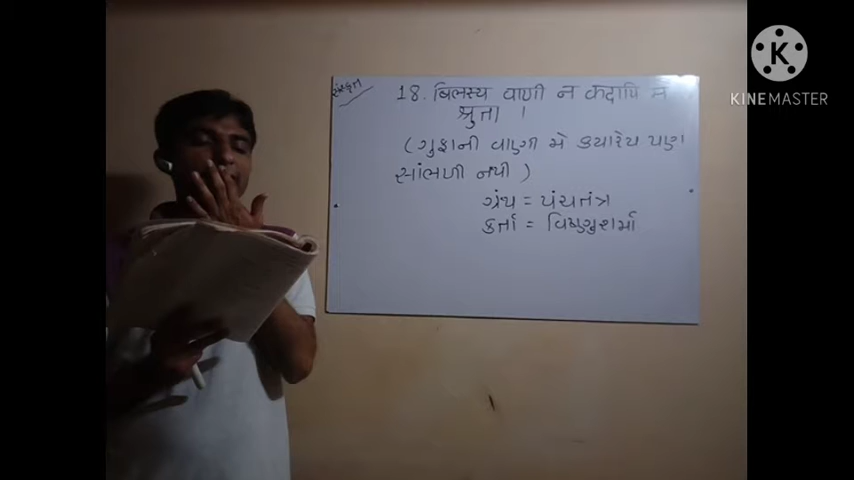 સંસ્કૃત
18. बिलस्य वाणी न कदापि मे
श्रुता ।
(ગુફાની વાણી મેં ક્યારેય પણ
સાંભળી નથી )
ગ્રંથ = પંચતંત્ર
કર્તા = વિષ્ણુશર્મા
KINEMASTER